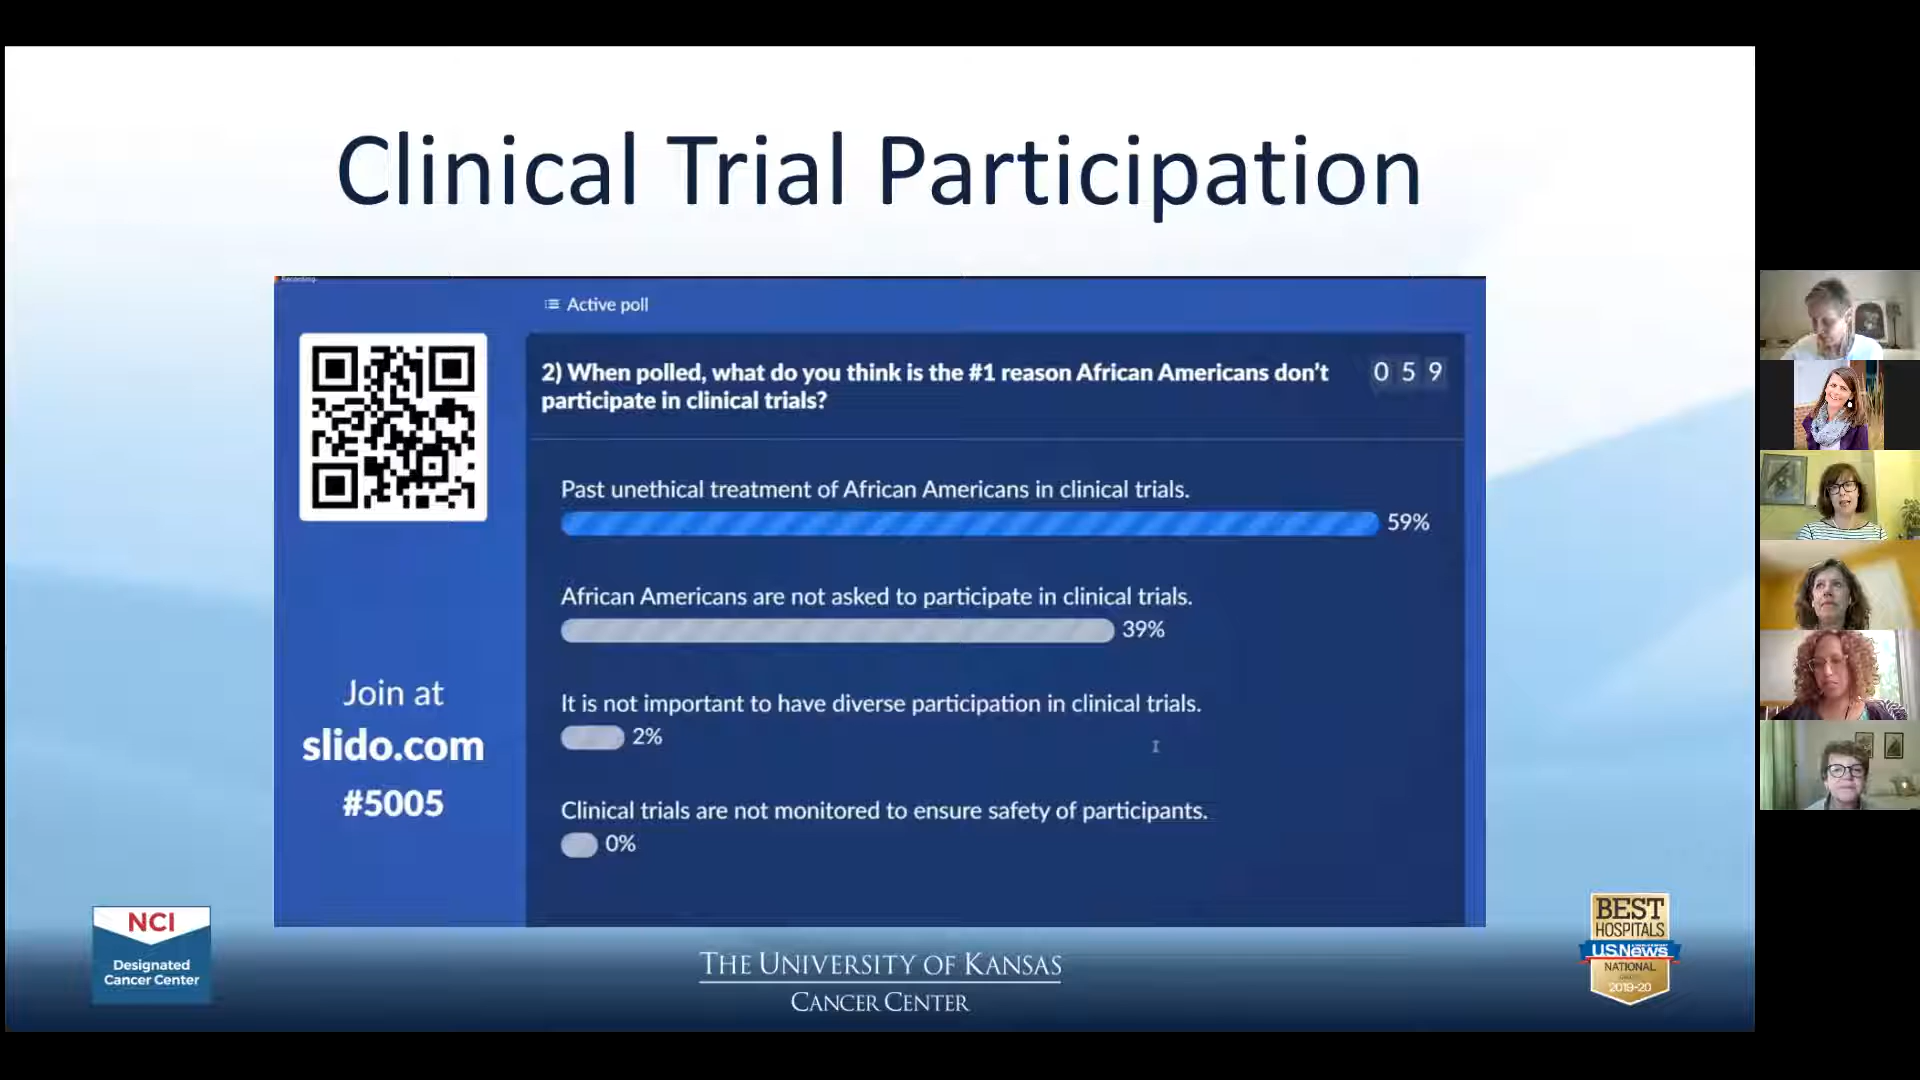 Clinical Trial Participation
Recording
Active poll
2) When polled, what do you think is the #1 reason African Americans don't
participate in clinical trials?
0 5 9
Past unethical treatment of African Americans in clinical trials.
59%
African Americans are not asked to participate in clinical trials.
39%
It is not important to have diverse participation in clinical trials.
2%
Clinical trials are not monitored to ensure safety of participants.
0%
Join at
slido.com
#5005
NCI
Designated
Cancer Center
THE UNIVERSITY OF KANSAS
CANCER CENTER
BEST
HOSPITALS
U.S.News
NATIONAL
2019-20